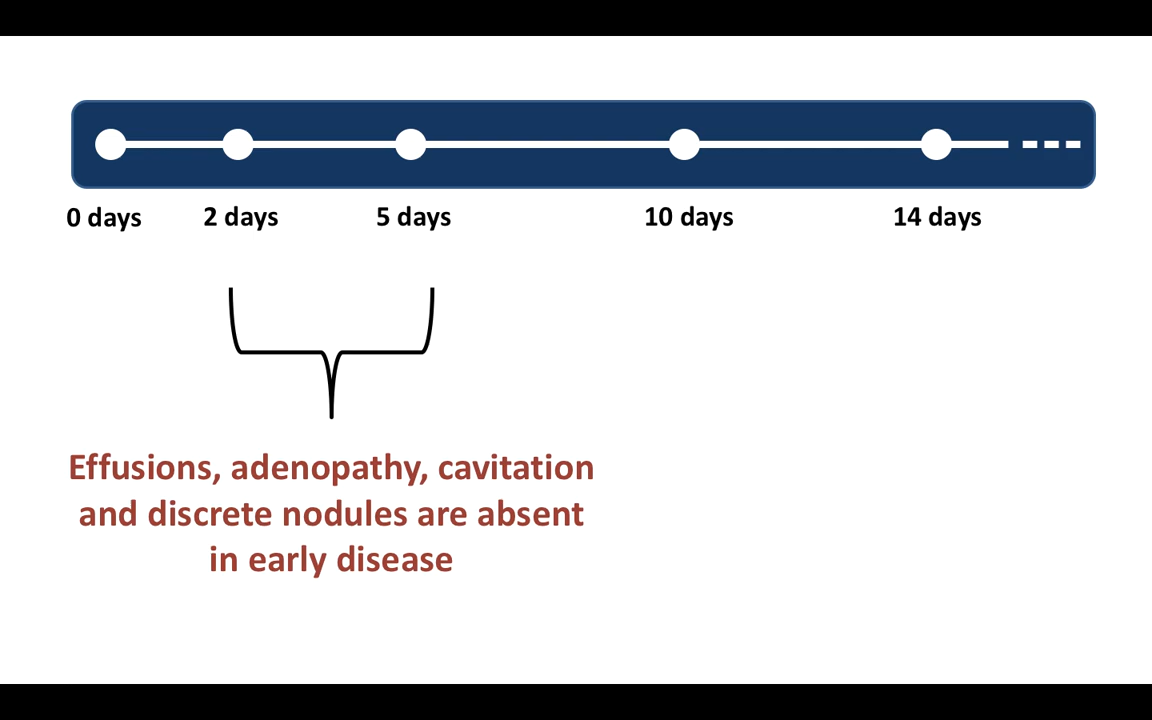 0 days 2 days 5 days 10 days 14 days
Effusions, adenopathy, cavitation
and discrete nodules are absent
in early disease